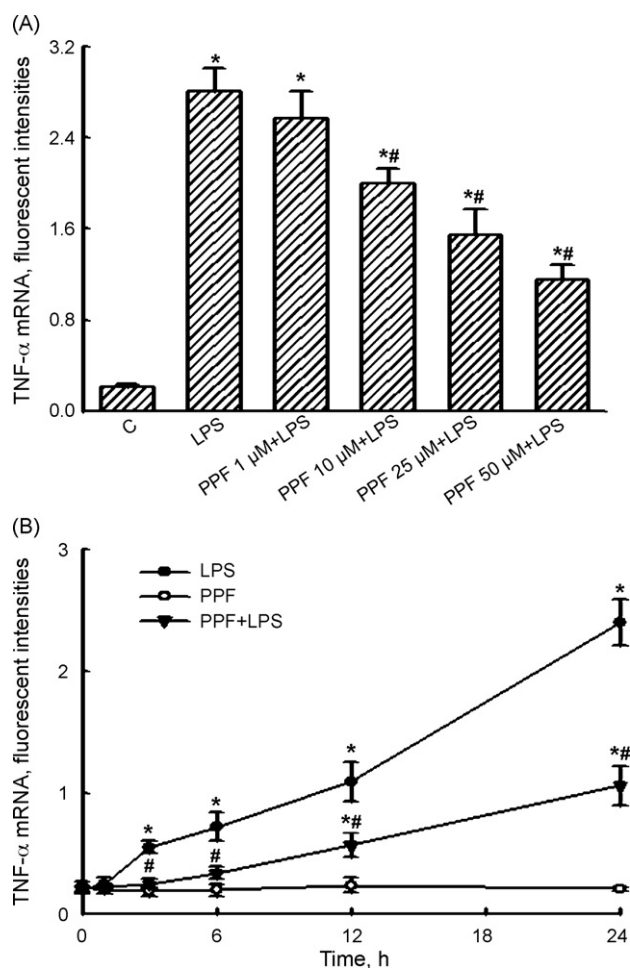 (A)
TNF-α mRNA, fluorescent intensities
3.2
2.4
1.6
0.8
0.0
*
*
*#
*#
*#
C
LPS
PPF 1 µM+LPS
PPF 10 µM+LPS
PPF 25 µM+LPS
PPF 50 µM+LPS
(B)
TNF-α mRNA, fluorescent intensities
3
2
1
0
LPS
PPF
PPF+LPS
*
*
*
*
#
#
*#
*#
0
6
12
18
24
Time, h